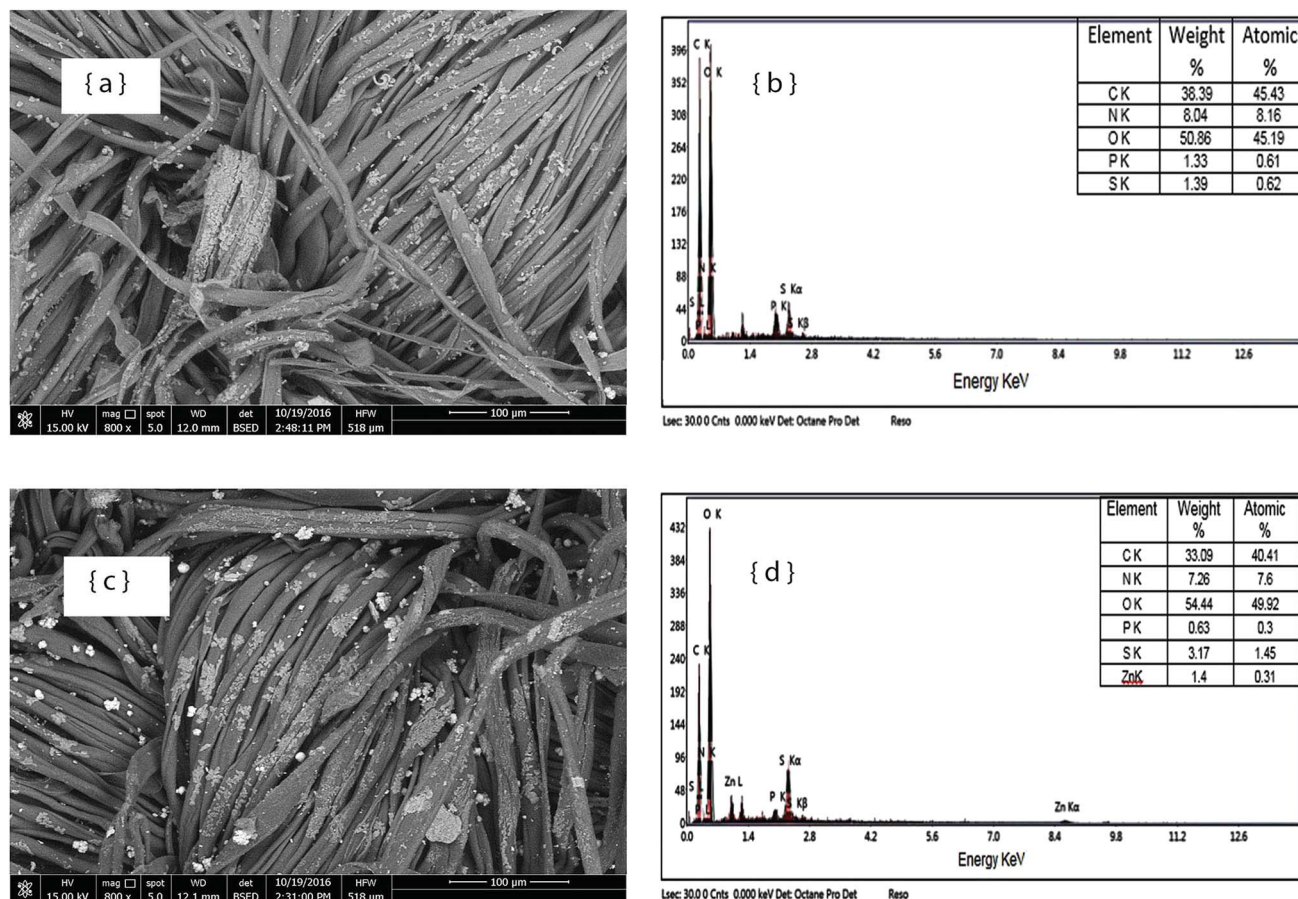 { a }
HV mag □ spot WD det 10/19/2016 HFW 100 µm
15.00 kV 800 x 5.0 12.0 mm BSED 2:48:11 PM 518 µm
{ b }
Element Weight % Atomic %
C K 38.39 45.43
N K 8.04 8.16
O K 50.86 45.19
P K 1.33 0.61
S K 1.39 0.62
396
352
308
264
220
176
132
88
44
0
C K
O K
N K
S L
P K
S Kα
S Kβ
0.0 1.4 2.8 4.2 5.6 7.0 8.4 9.8 11.2 12.6
Energy KeV
Lsec: 30.0 0 Cnts 0.000 keV Det: Octane Pro Det Reso
{ c }
HV mag □ spot WD det 10/19/2016 HFW 100 µm
15.00 kV 800 x 5.0 12.1 mm BSED 2:31:00 PM 518 µm
{ d }
Element Weight % Atomic %
C K 33.09 40.41
N K 7.26 7.6
O K 54.44 49.92
P K 0.63 0.3
S K 3.17 1.45
ZnK 1.4 0.31
432
384
336
288
240
192
144
96
48
0
O K
C K
N K
S L
Zn L
P K
S Kα
S Kβ
Zn Kα
0.0 1.4 2.8 4.2 5.6 7.0 8.4 9.8 11.2 12.6
Energy KeV
Lsec: 30.0 0 Cnts 0.000 keV Det: Octane Pro Det Reso